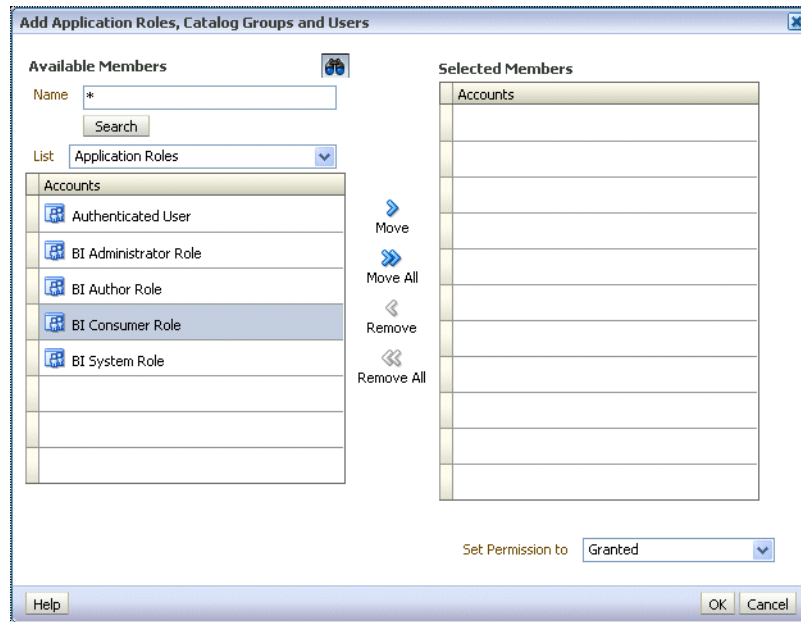 Add Application Roles, Catalog Groups and Users
Available Members
Name *
Search
List Application Roles
Accounts
Authenticated User
BI Administrator Role
BI Author Role
BI Consumer Role
BI System Role
Move
Move All
Remove
Remove All
Selected Members
Accounts
Set Permission to Granted
Help
OK Cancel